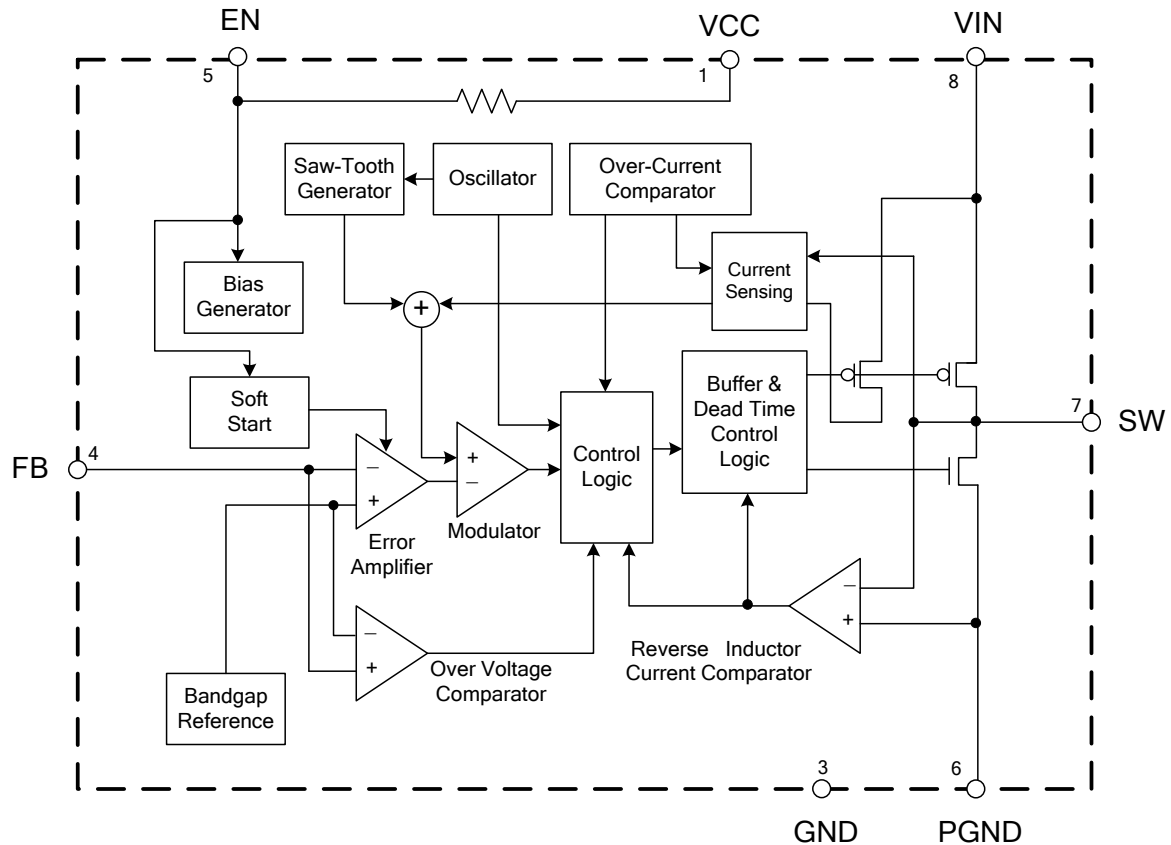 EN
VCC
VIN
5
1
8
Saw-Tooth
Generator
Oscillator
Over-Current
Comparator
Bias
Generator
+
Current
Sensing
Soft
Start
Buffer &
Dead Time
Control
Logic
7
SW
FB
4
−
+
Error
Amplifier
+
−
Modulator
Control
Logic
−
+
Over Voltage
Comparator
−
+
Reverse Inductor
Current Comparator
Bandgap
Reference
3
6
GND
PGND